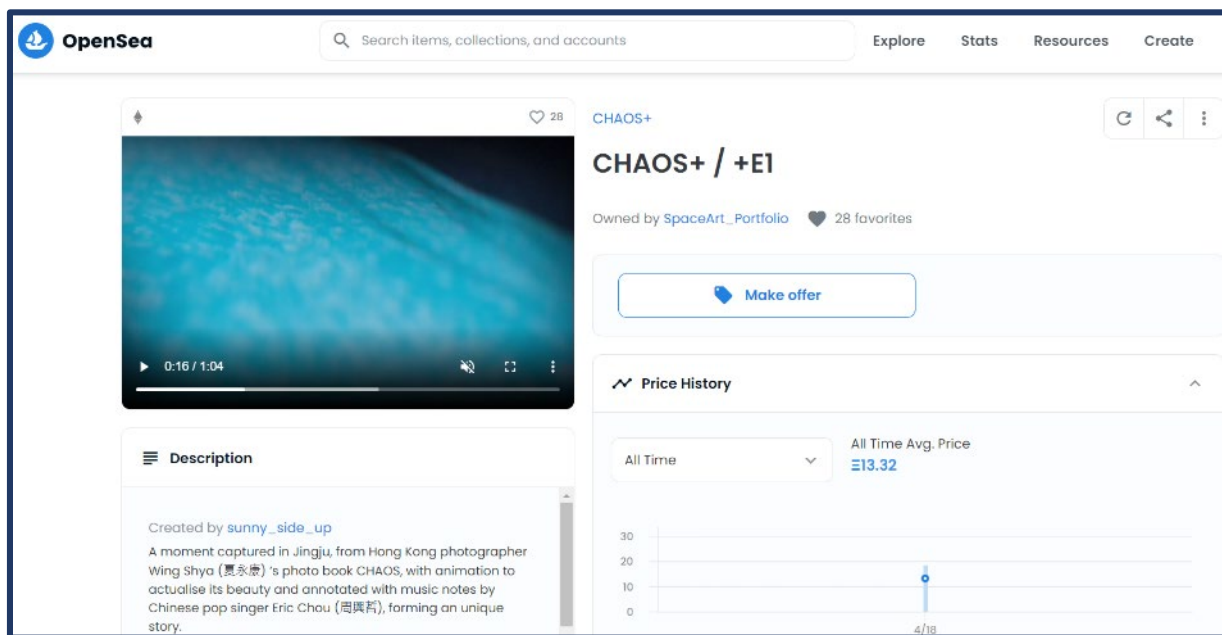 OpenSea
Search items, collections, and accounts
Explore
Stats
Resources
Create
28
0:16 / 1:04
Description
Created by sunny_side_up
A moment captured in Jingju, from Hong Kong photographer
Wing Shya (夏永康) 's photo book CHAOS, with animation to
actualise its beauty and annotated with music notes by
Chinese pop singer Eric Chou (周興哲), forming an unique
story.
CHAOS+
CHAOS+ / +E1
Owned by SpaceArt_Portfolio 28 favorites
Make offer
Price History
All Time
All Time Avg. Price
Ξ13.32
30
20
10
0
4/18